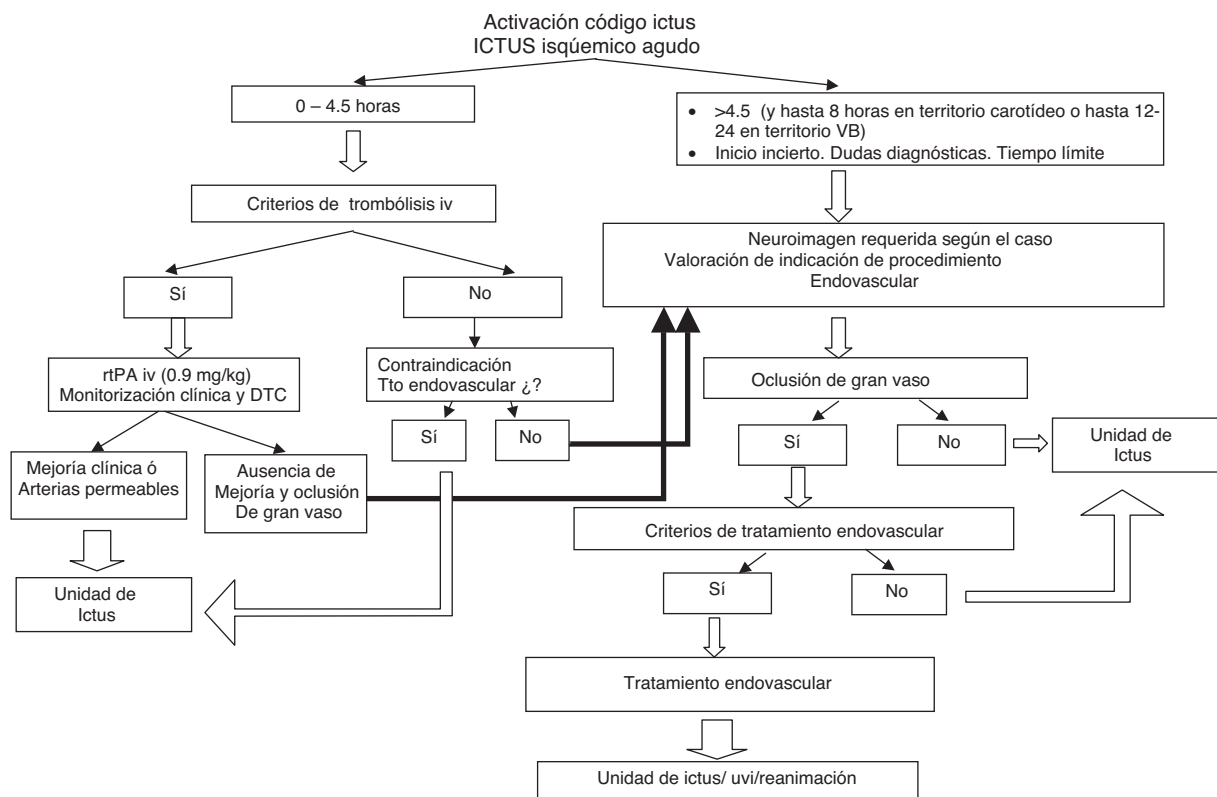 Activación código ictus
ICTUS isqúemico agudo
0 – 4.5 horas
• >4.5 (y hasta 8 horas en territorio carotídeo o hasta 12-
24 en territorio VB)
• Inicio incierto. Dudas diagnósticas. Tiempo límite
Criterios de trombólisis iv
Neuroimagen requerida según el caso
Valoración de indicación de procedimiento
Endovascular
Sí
No
rtPA iv (0.9 mg/kg)
Monitorización clínica y DTC
Contraindicación
Tto endovascular ¿?
Oclusión de gran vaso
Sí
No
Sí
No
Unidad de
Ictus
Mejoría clínica ó
Arterias permeables
Ausencia de
Mejoría y oclusión
De gran vaso
Criterios de tratamiento endovascular
Unidad de
Ictus
Sí
No
Tratamiento endovascular
Unidad de ictus/ uvi/reanimación